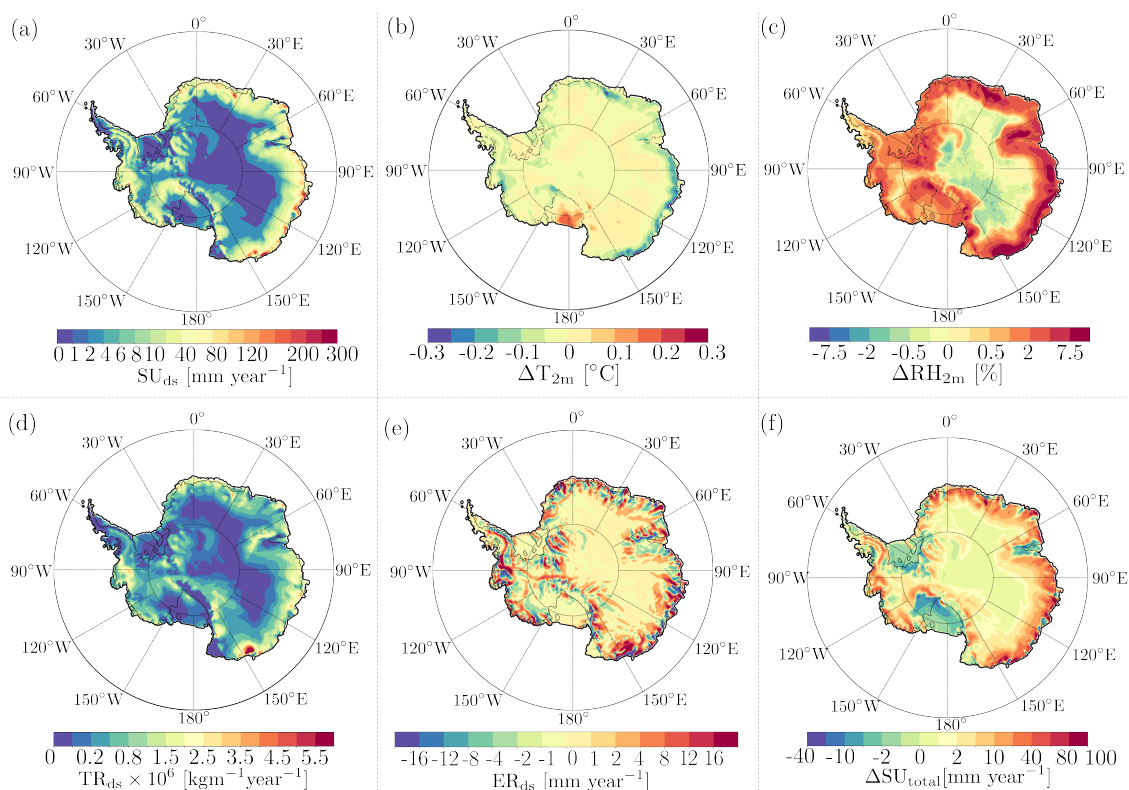 (a)
0°
30°W
30°E
60°W
60°E
90°W
90°E
120°W
120°E
150°W
150°E
180°
0 1 2 4 6 8 10 40 80 120 200 300
SU_ds [mm year⁻¹]
(b)
0°
30°W
30°E
60°W
60°E
90°W
90°E
120°W
120°E
150°W
150°E
180°
-0.3 -0.2 -0.1 0 0.1 0.2 0.3
ΔT_2m [°C]
(c)
0°
30°W
30°E
60°W
60°E
90°W
90°E
120°W
120°E
150°W
150°E
180°
-7.5 -2 -0.5 0 0.5 2 7.5
ΔRH_2m [%]
(d)
0°
30°W
30°E
60°W
60°E
90°W
90°E
120°W
120°E
150°W
150°E
180°
0 0.2 0.8 1.5 2.5 3.5 4.5 5.5
TR_ds × 10⁶ [kgm⁻¹year⁻¹]
(e)
0°
30°W
30°E
60°W
60°E
90°W
90°E
120°W
120°E
150°W
150°E
180°
-16 -12 -8 -4 -2 -1 0 1 2 4 8 12 16
ER_ds [mm year⁻¹]
(f)
0°
30°W
30°E
60°W
60°E
90°W
90°E
120°W
120°E
150°W
150°E
180°
-40 -10 -2 0 2 10 40 80 100
ΔSU_total[mm year⁻¹]